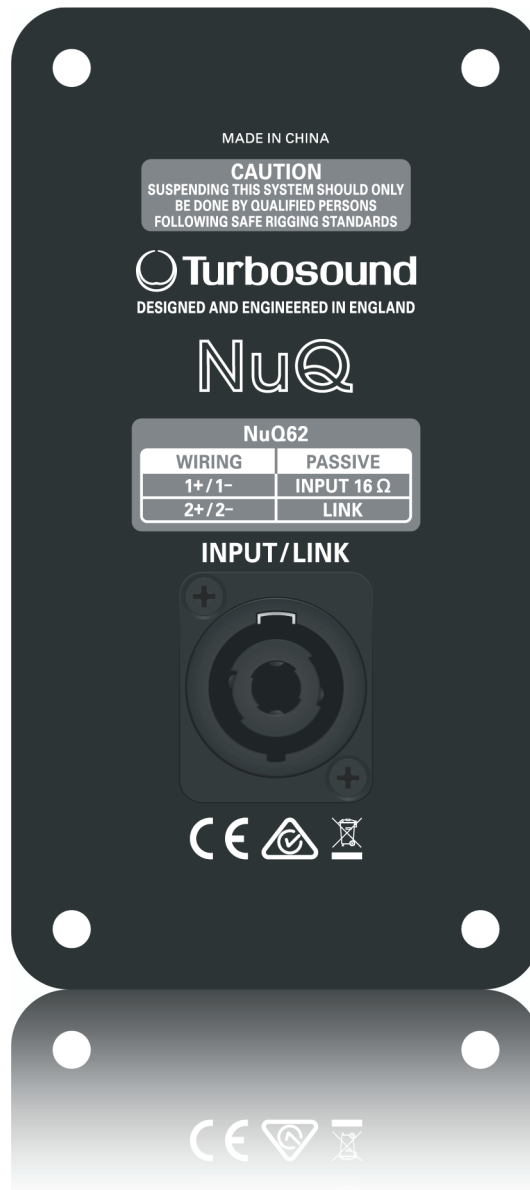 MADE IN CHINA
CAUTION
SUSPENDING THIS SYSTEM SHOULD ONLY
BE DONE BY QUALIFIED PERSONS
FOLLOWING SAFE RIGGING STANDARDS
Turbosound
DESIGNED AND ENGINEERED IN ENGLAND
NuQ
NuQ62
WIRING PASSIVE
1+/1− INPUT 16 Ω
2+/2− LINK
INPUT/LINK
CE